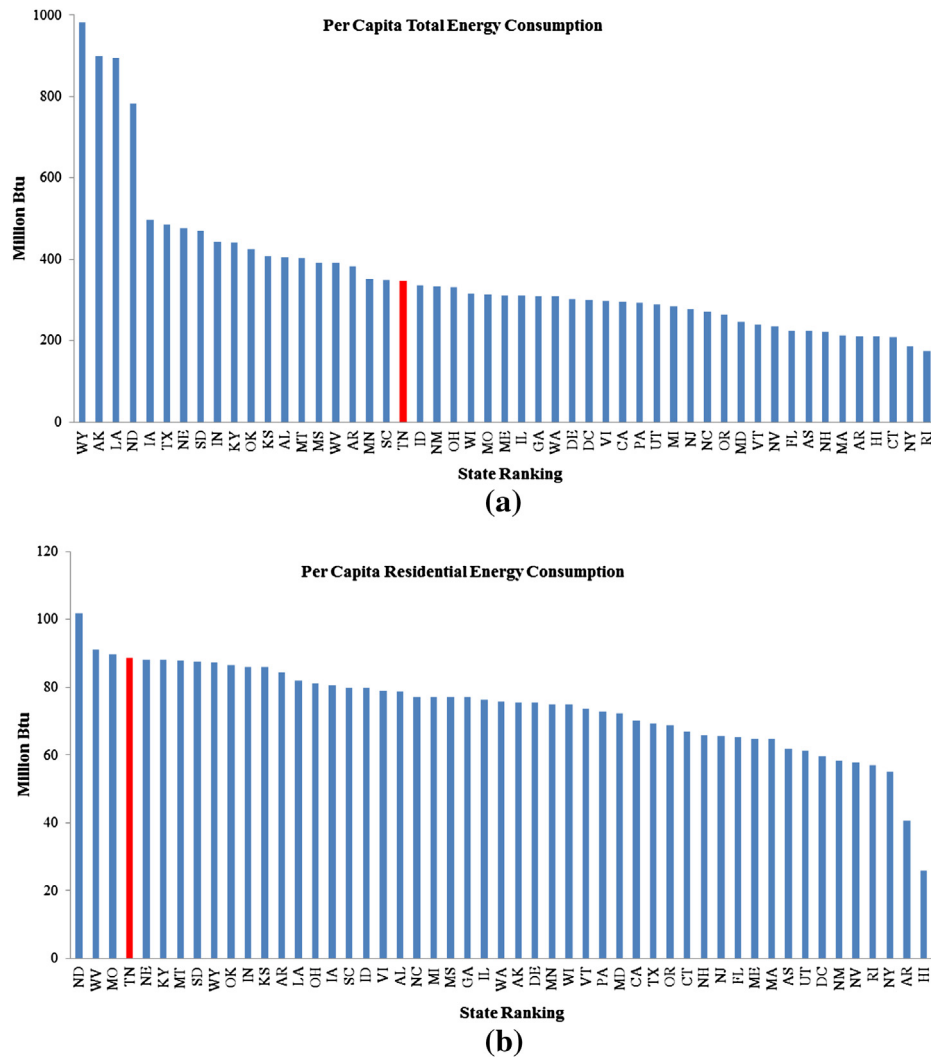 Per Capita Total Energy Consumption
1000
800
600
400
200
0
Million Btu
WY AK LA ND IA TX NE SD IN KY OK KS AL MT MS WV AR MN SC TN ID NM OH WI MO ME IL GA WA DE DC VI CA PA UT MI NJ NC OR MD VT NV FL AS NH MA AR HI CT NY RI
State Ranking
(a)
Per Capita Residential Energy Consumption
120
100
80
60
40
20
0
Million Btu
ND WV MO TN NE KY MT SD WY OK IN KS AR LA OH IA SC ID VI AL NC MI MS GA IL WA AK DE MN WI VT PA MD CA TX OR CT NH NJ FL ME MA AS UT DC NM NV RI NY AR HI
State Ranking
(b)